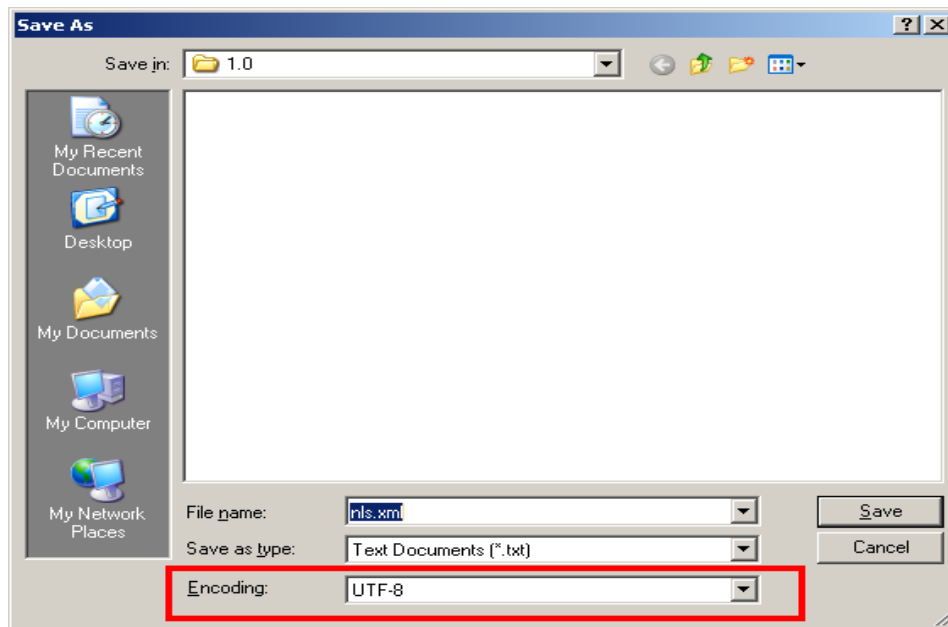 Save As
Save in: 1.0
My Recent
Documents
Desktop
My Documents
My Computer
My Network
Places
File name: nls.xml Save
Save as type: Text Documents (*.txt) Cancel
Encoding: UTF-8